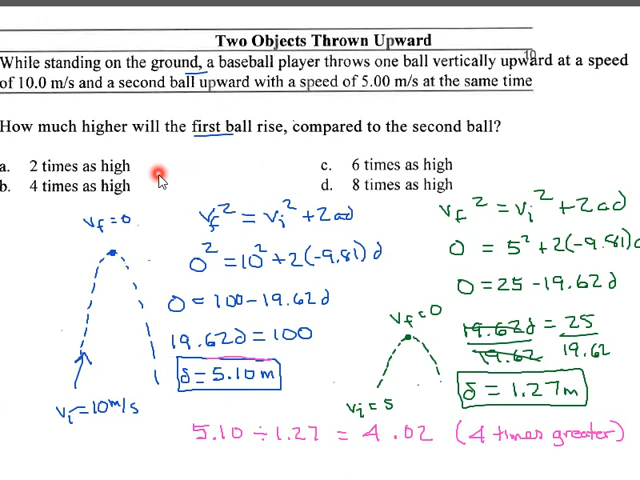 Two Objects Thrown Upward
10
While standing on the ground, a baseball player throws one ball vertically upward at a speed
of 10.0 m/s and a second ball upward with a speed of 5.00 m/s at the same time
How much higher will the first ball rise, compared to the second ball?
a. 2 times as high
b. 4 times as high
c. 6 times as high
d. 8 times as high
Vf=0
Vi=10m/s
Vf²=Vi²+2ad
0²=10²+2(-9.81)d
0=100-19.62d
19.62d=100
d=5.10m
Vf=0
Vi=5
Vf²=Vi²+2ad
0=5²+2(-9.81)d
0=25-19.62d
19.62d=25
19.62 19.62
d=1.27m
5.10÷1.27=4.02 (4 times greater)